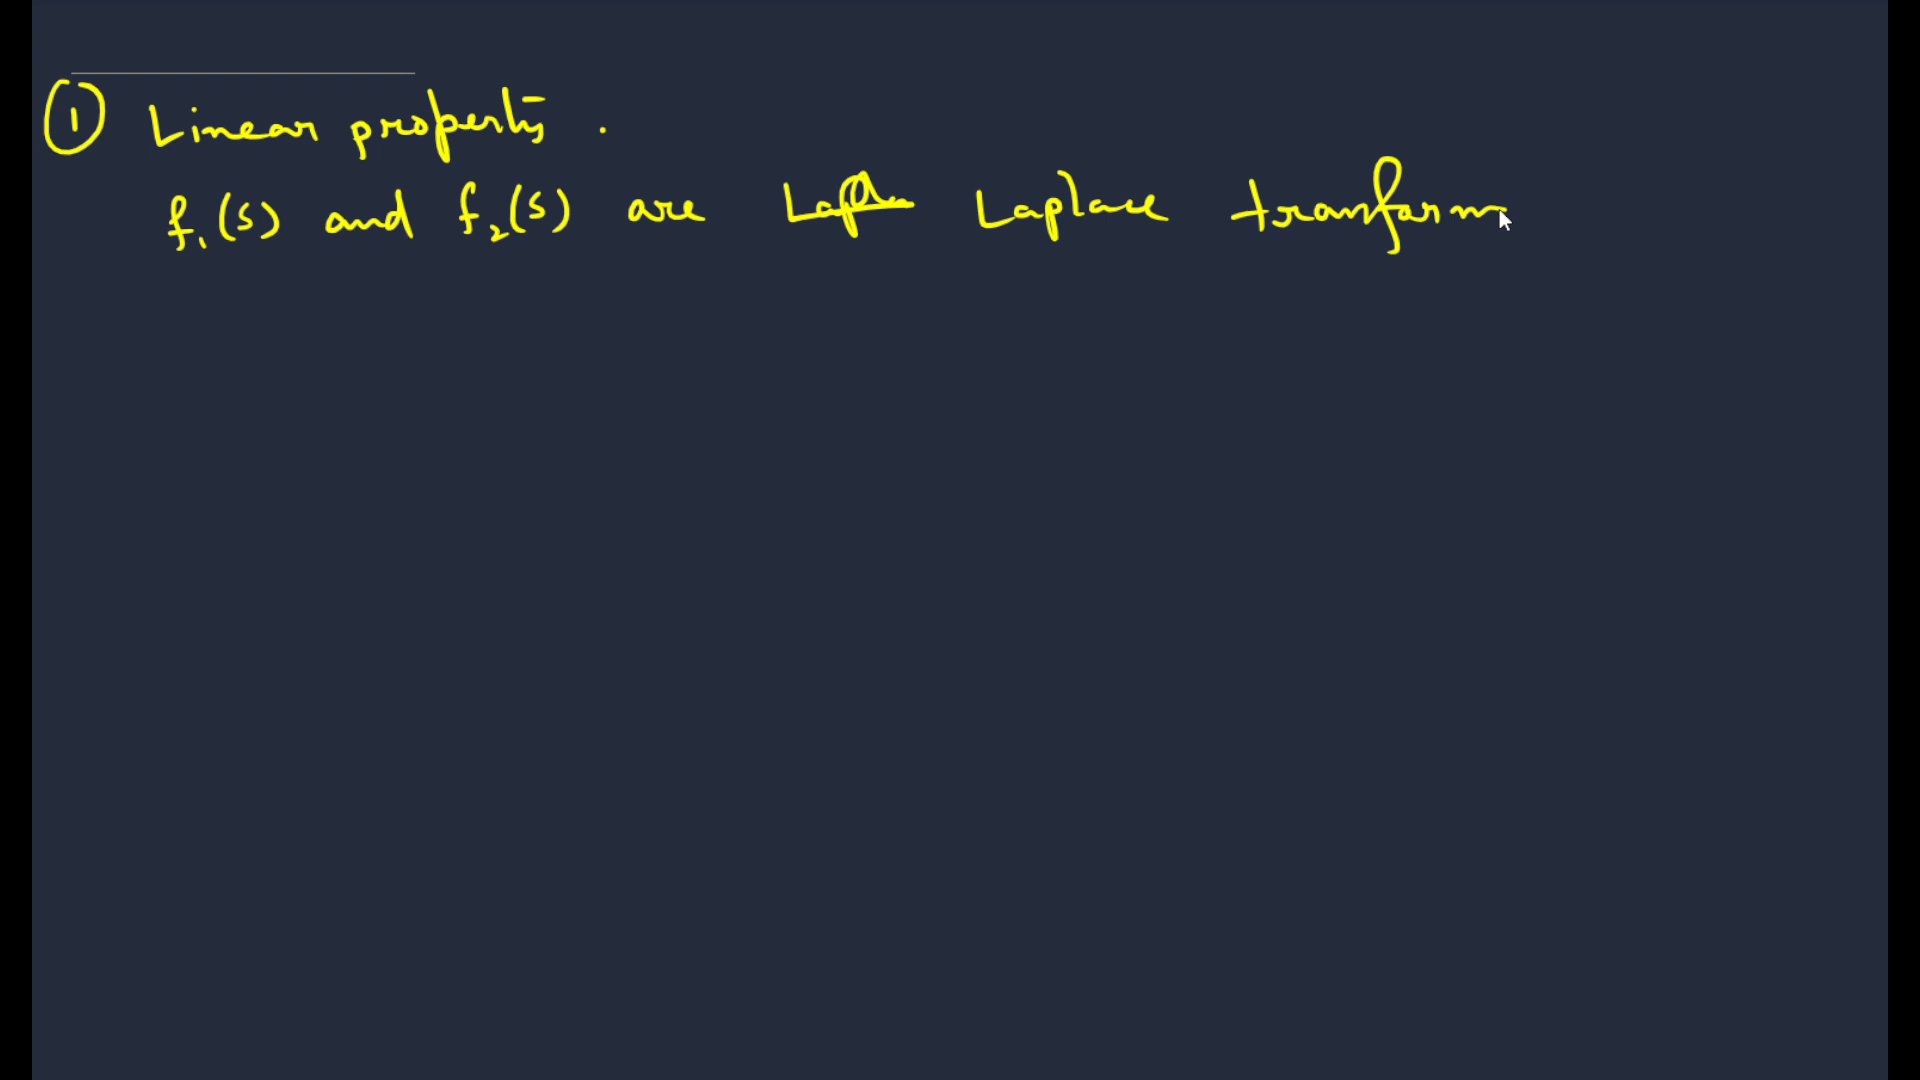 ① Linear property.
f₁(s) and f₂(s) are Laplace transform